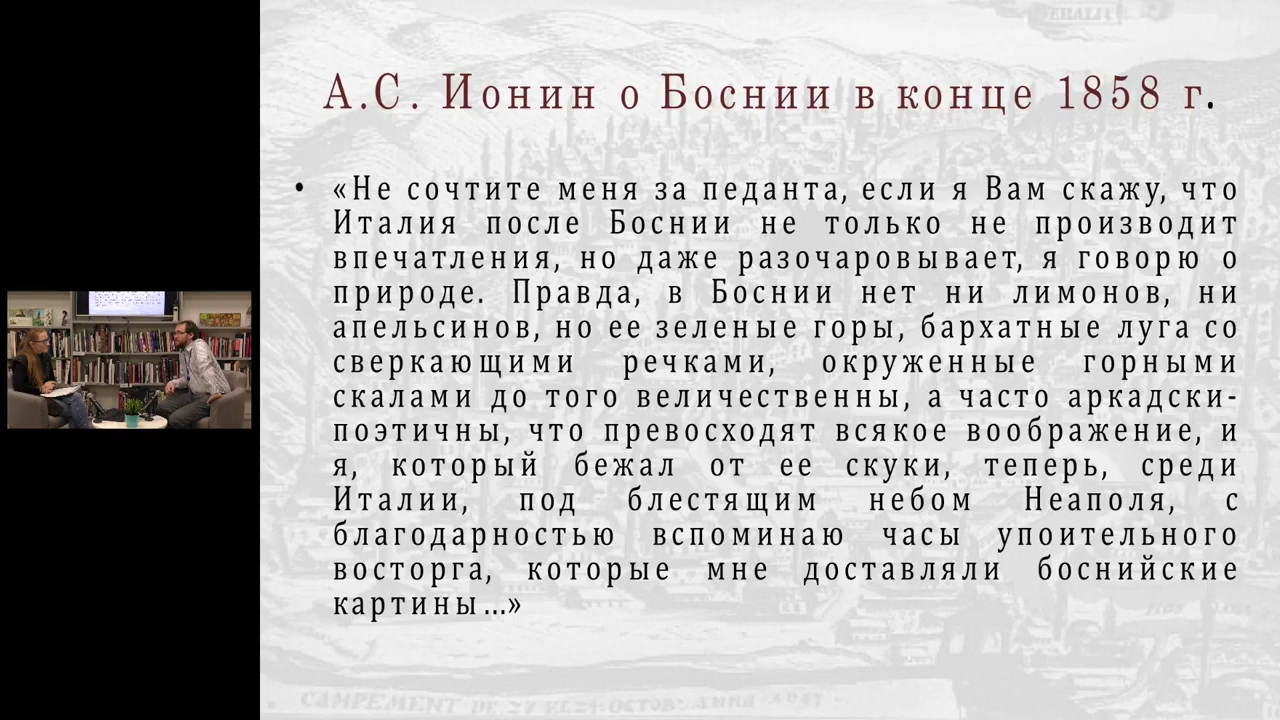 А.С. Ионин о Боснии в конце 1858 г.
• «Не сочтите меня за педанта, если я Вам скажу, что
Италия после Боснии не только не производит
впечатления, но даже разочаровывает, я говорю о
природе. Правда, в Боснии нет ни лимонов, ни
апельсинов, но ее зеленые горы, бархатные луга со
сверкающими речками, окруженные горными
скалами до того величественны, а часто аркадски-
поэтичны, что превосходят всякое воображение, и
я, который бежал от ее скуки, теперь, среди
Италии, под блестящим небом Неаполя, с
благодарностью вспоминаю часы упоительного
восторга, которые мне доставляли боснийские
картины…»
CAMPEMENT DE